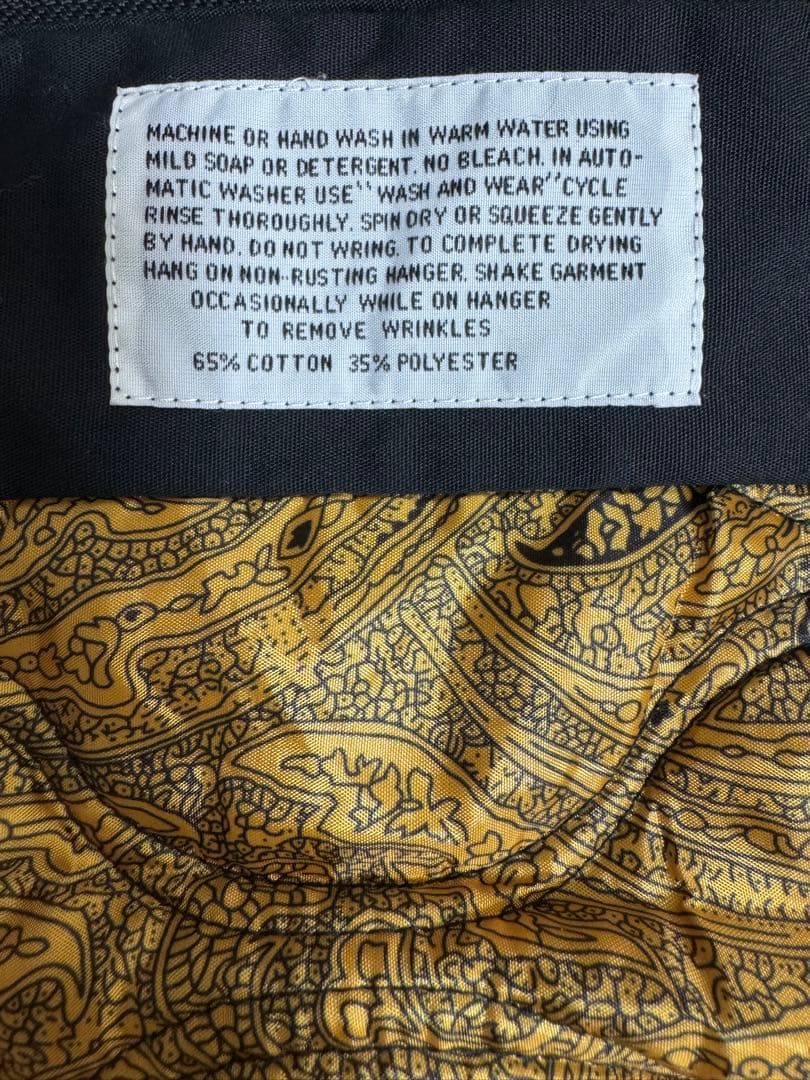 MACHINE OR HAND WASH IN WARM WATER USING
MILD SOAP OR DETERGENT. NO BLEACH. IN AUTO-
MATIC WASHER USE "WASH AND WEAR" CYCLE
RINSE THOROUGHLY. SPIN DRY OR SQUEEZE GENTLY
BY HAND. DO NOT WRING. TO COMPLETE DRYING
HANG ON NON-RUSTING HANGER. SHAKE GARMENT
OCCASIONALLY WHILE ON HANGER
TO REMOVE WRINKLES
65% COTTON 35% POLYESTER